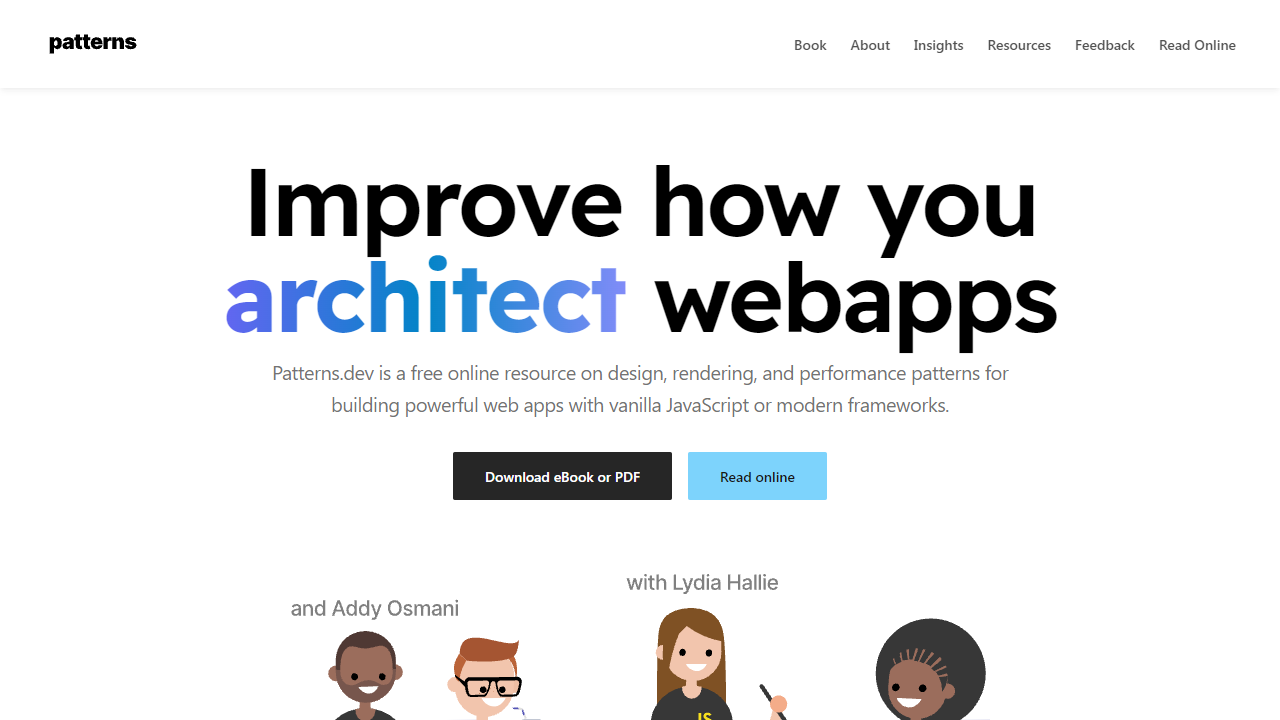 patterns
Book About Insights Resources Feedback Read Online
Improve how you
architect webapps
Patterns.dev is a free online resource on design, rendering, and performance patterns for
building powerful web apps with vanilla JavaScript or modern frameworks.
Download eBook or PDF Read online
with Lydia Hallie
and Addy Osmani
JS